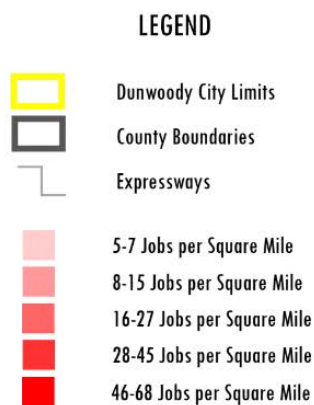 LEGEND
Dunwoody City Limits
County Boundaries
Expressways
5-7 Jobs per Square Mile
8-15 Jobs per Square Mile
16-27 Jobs per Square Mile
28-45 Jobs per Square Mile
46-68 Jobs per Square Mile